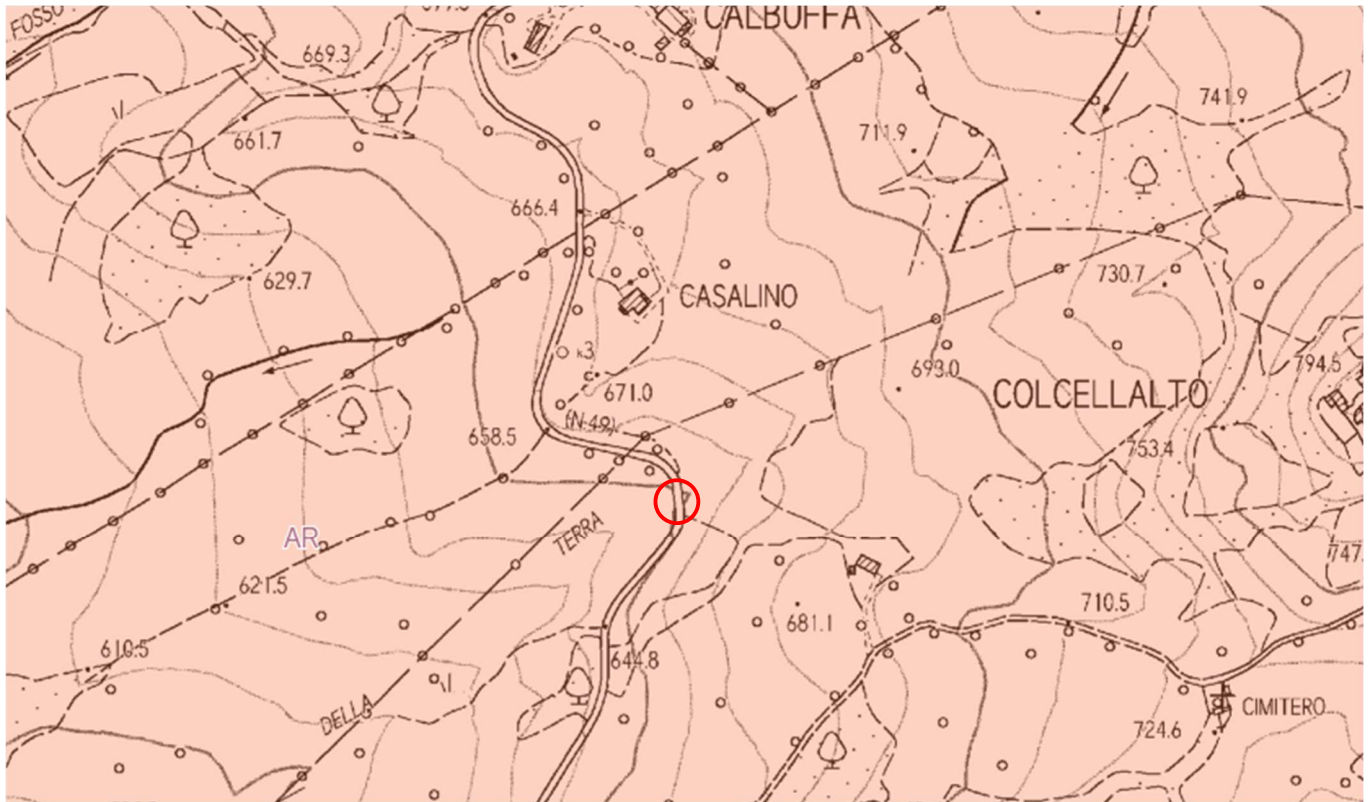 FOSSO
CALBUFFA
669.3
741.9
661.7
711.9
666.4
629.7
730.7
CASALINO
k3
794.5
693.0
671.0
COLCELLALTO
(N-49)
658.5
753.4
AR
TERRA
747
621.5
710.5
681.1
610.5
644.8
DELLA
CIMITERO
724.6